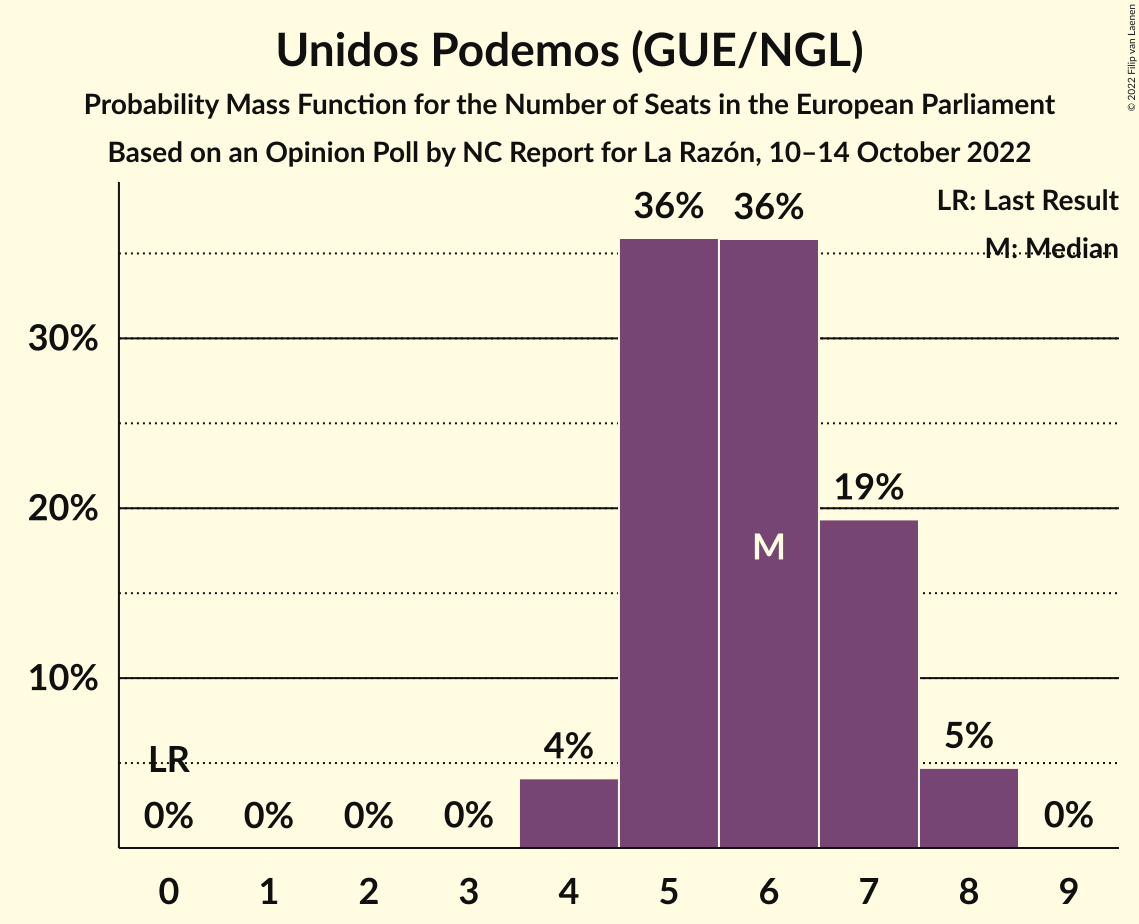 Unidos Podemos (GUE/NGL)
Probability Mass Function for the Number of Seats in the European Parliament
Based on an Opinion Poll by NC Report for La Razón, 10–14 October 2022
© 2022 Filip van Laenen
LR: Last Result
M: Median
36%
36%
30%
20%
19%
M
10%
LR
4%
5%
0%
0%
0%
0%
0%
0
1
2
3
4
5
6
7
8
9